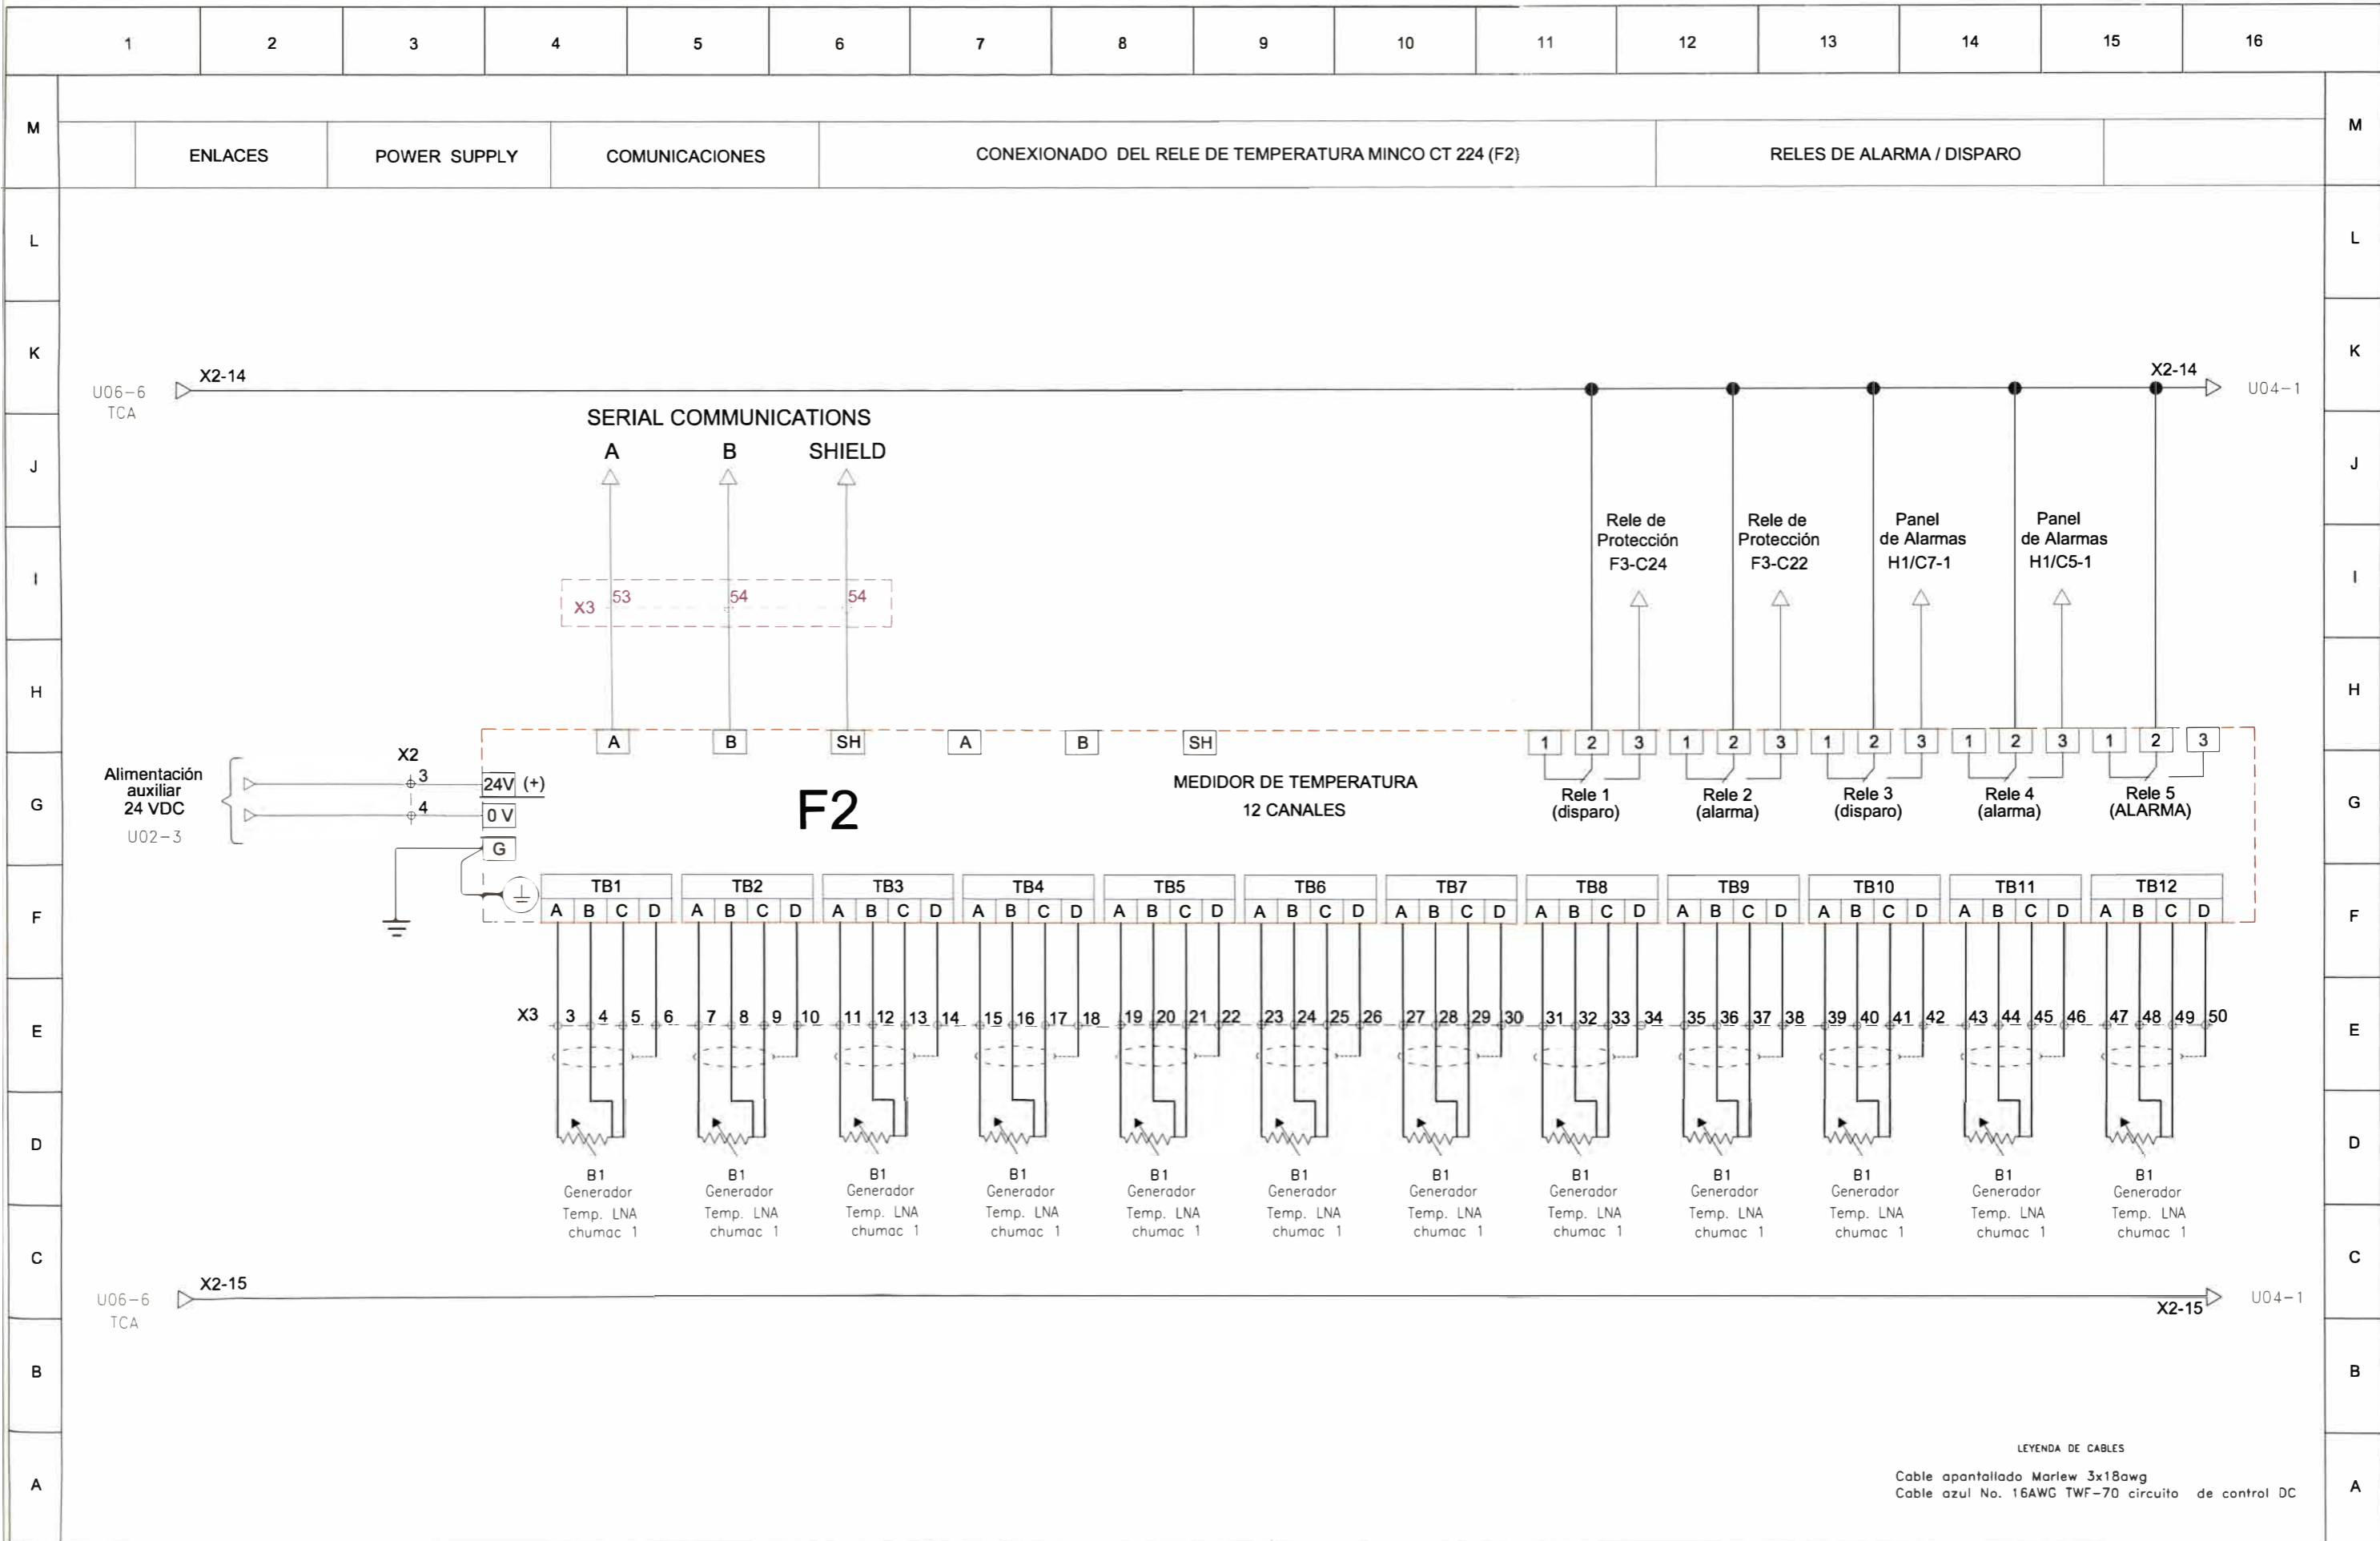 1 2 3 4 5 6 7 8 9 10 11 12 13 14 15 16
M M
ENLACES POWER SUPPLY COMUNICACIONES CONEXIONADO DEL RELE DE TEMPERATURA MINCO CT 224 (F2) RELES DE ALARMA / DISPARO
L L
K K
X2-14 X2-14
U06-6 U04-1
TCA
SERIAL COMMUNICATIONS
A B SHIELD
J J
Rele de Rele de Panel Panel
Protección Protección de Alarmas de Alarmas
F3-C24 F3-C22 H1/C7-1 H1/C5-1
I I
X3 53 54 54
H H
A B SH A B SH 1 2 3 1 2 3 1 2 3 1 2 3 1 2 3
X2
Alimentación
auxiliar
24 VDC
U02-3
3 24V (+)
4 0 V
G
F2
MEDIDOR DE TEMPERATURA
12 CANALES
Rele 1 Rele 2 Rele 3 Rele 4 Rele 5
(disparo) (alarma) (disparo) (alarma) (ALARMA)
G G
TB1 TB2 TB3 TB4 TB5 TB6 TB7 TB8 TB9 TB10 TB11 TB12
A B C D A B C D A B C D A B C D A B C D A B C D A B C D A B C D A B C D A B C D A B C D A B C D
F F
X3 3 4 5 6 7 8 9 10 11 12 13 14 15 16 17 18 19 20 21 22 23 24 25 26 27 28 29 30 31 32 33 34 35 36 37 38 39 40 41 42 43 44 45 46 47 48 49 50
E E
D D
B1 B1 B1 B1 B1 B1 B1 B1 B1 B1 B1 B1
Generador Generador Generador Generador Generador Generador Generador Generador Generador Generador Generador Generador
Temp. LNA Temp. LNA Temp. LNA Temp. LNA Temp. LNA Temp. LNA Temp. LNA Temp. LNA Temp. LNA Temp. LNA Temp. LNA Temp. LNA
chumac 1 chumac 1 chumac 1 chumac 1 chumac 1 chumac 1 chumac 1 chumac 1 chumac 1 chumac 1 chumac 1 chumac 1
C C
X2-15
U06-6 U04-1
TCA X2-15
B B
LEYENDA DE CABLES
Cable apantallado Marlew 3x18awg
Cable azul No. 16AWG TWF-70 circuito de control DC
A A